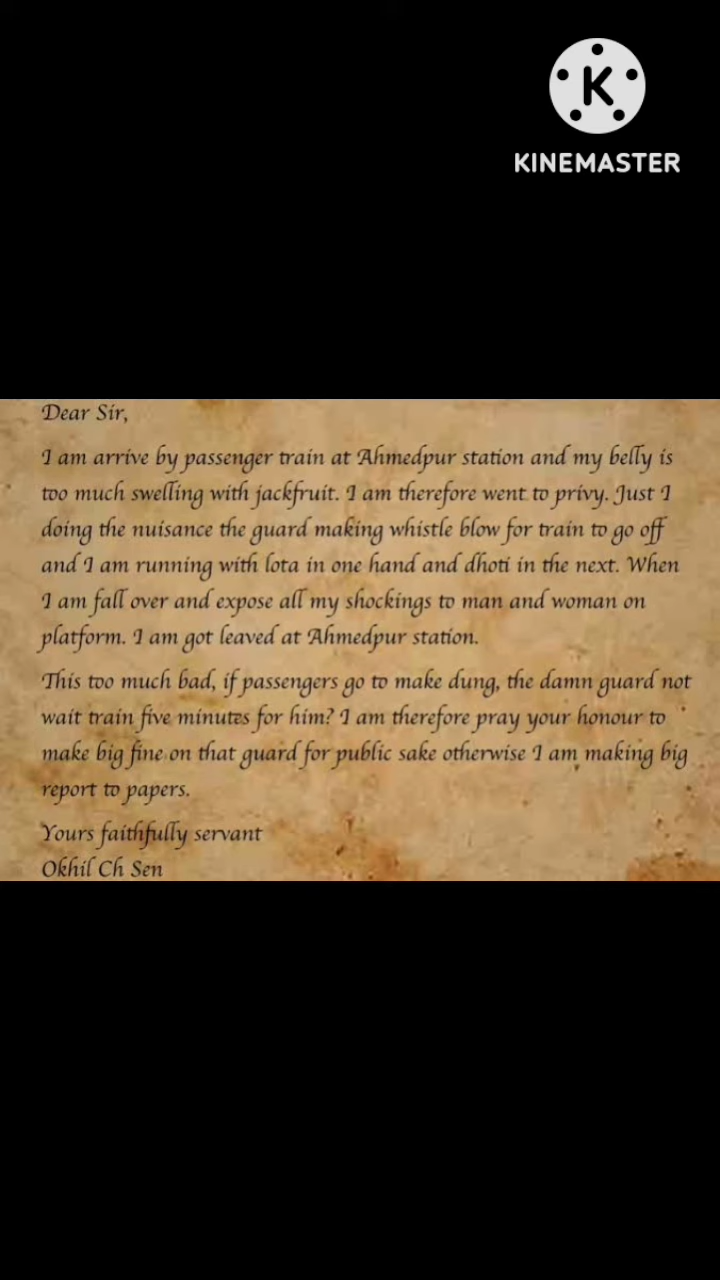 K
KINEMASTER
Dear Sir,
I am arrive by passenger train at Ahmedpur station and my belly is
too much swelling with jackfruit. I am therefore went to privy. Just I
doing the nuisance the guard making whistle blow for train to go off
and I am running with lota in one hand and dhoti in the next. When
I am fall over and expose all my shockings to man and woman on
platform. I am got leaved at Ahmedpur station.
This too much bad, if passengers go to make dung, the damn guard not
wait train five minutes for him? I am therefore pray your honour to
make big fine on that guard for public sake otherwise I am making big
report to papers.
Yours faithfully servant
Okhil Ch Sen